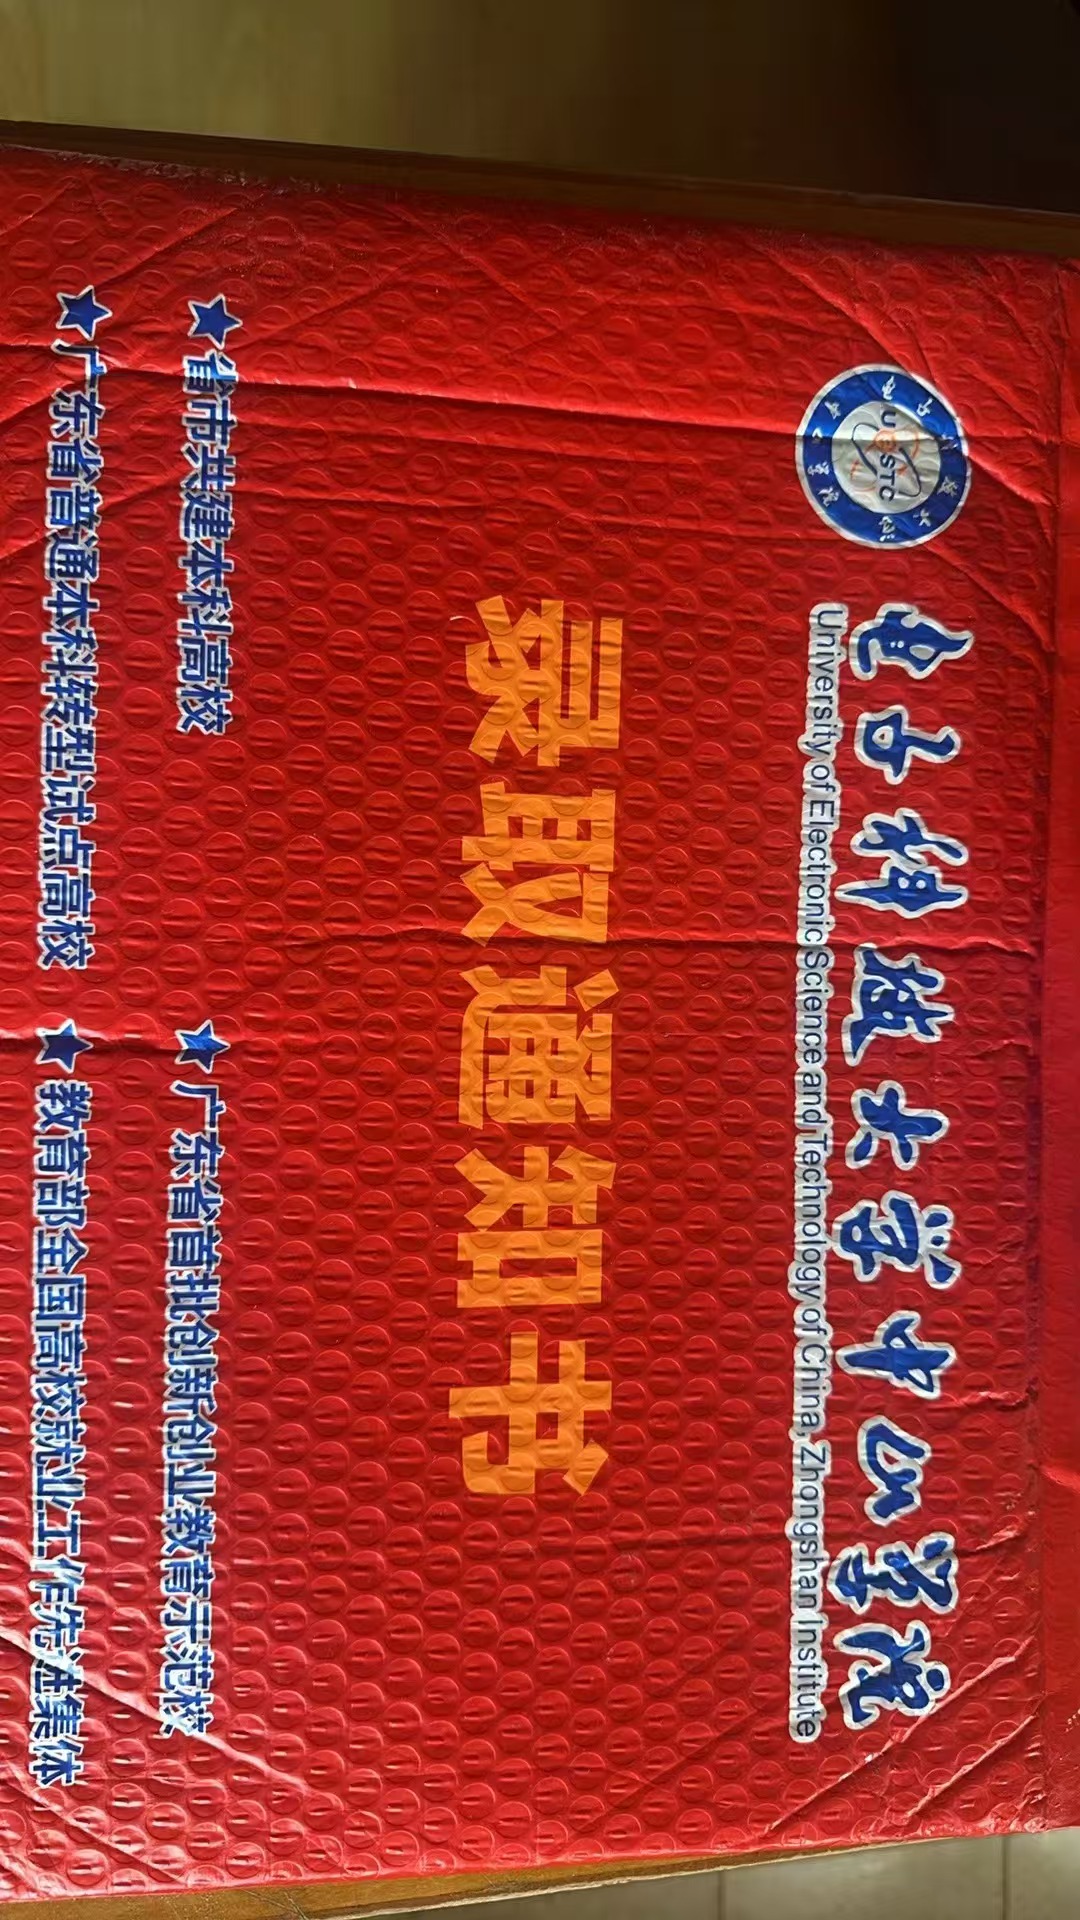 电子科技大学中山学院
University of Electronic Science and Technology of China, Zhongshan Institute
UESTC
录取通知书
★省市共建本科高校
★广东省首批创新创业教育示范校
★广东省普通本科转型试点高校
★教育部全国高校就业工作先进集体